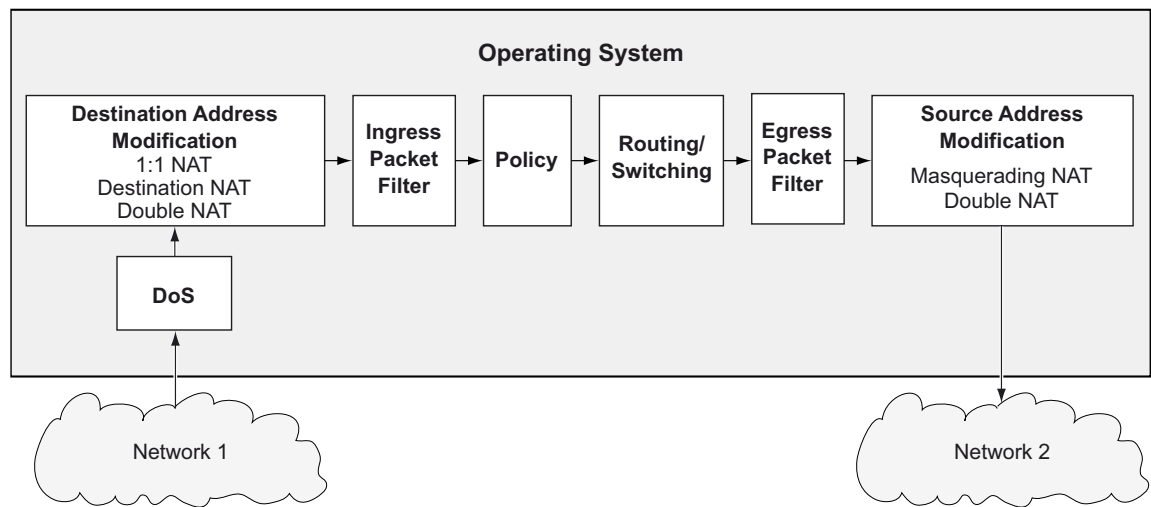 Operating System
Destination Address
Modification
1:1 NAT
Destination NAT
Double NAT
Ingress
Packet
Filter
Policy
Routing/
Switching
Egress
Packet
Filter
Source Address
Modification
Masquerading NAT
Double NAT
DoS
Network 1
Network 2